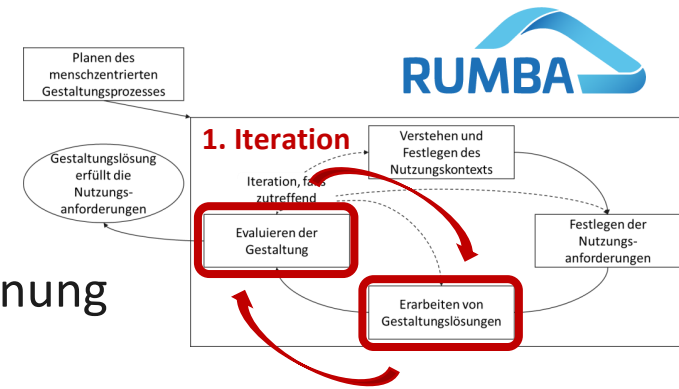 RUMBA
Planen des
menschzentrierten
Gestaltungsprozesses
1. Iteration
Verstehen und
Festlegen des
Nutzungskontexts
Gestaltungslösung
erfüllt die
Nutzungs-
anforderungen
Iteration, falls
zutreffend
Evaluieren der
Gestaltung
Festlegen der
Nutzungs-
anforderungen
nung
Erarbeiten von
Gestaltungslösungen